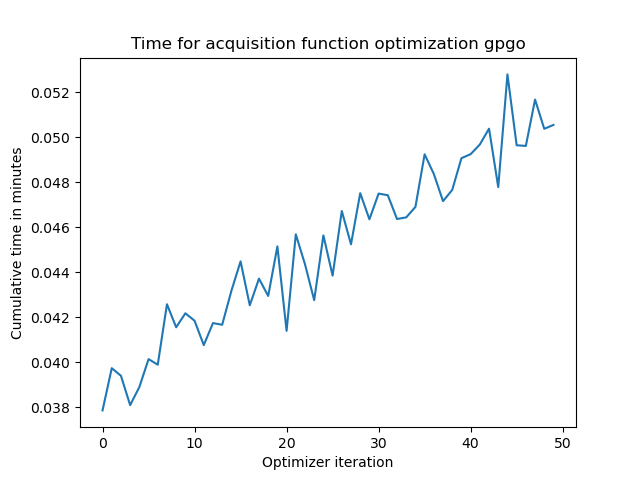 Time for acquisition function optimization gpgo
Cumulative time in minutes
0.052
0.050
0.048
0.046
0.044
0.042
0.040
0.038
0 10 20 30 40 50
Optimizer iteration